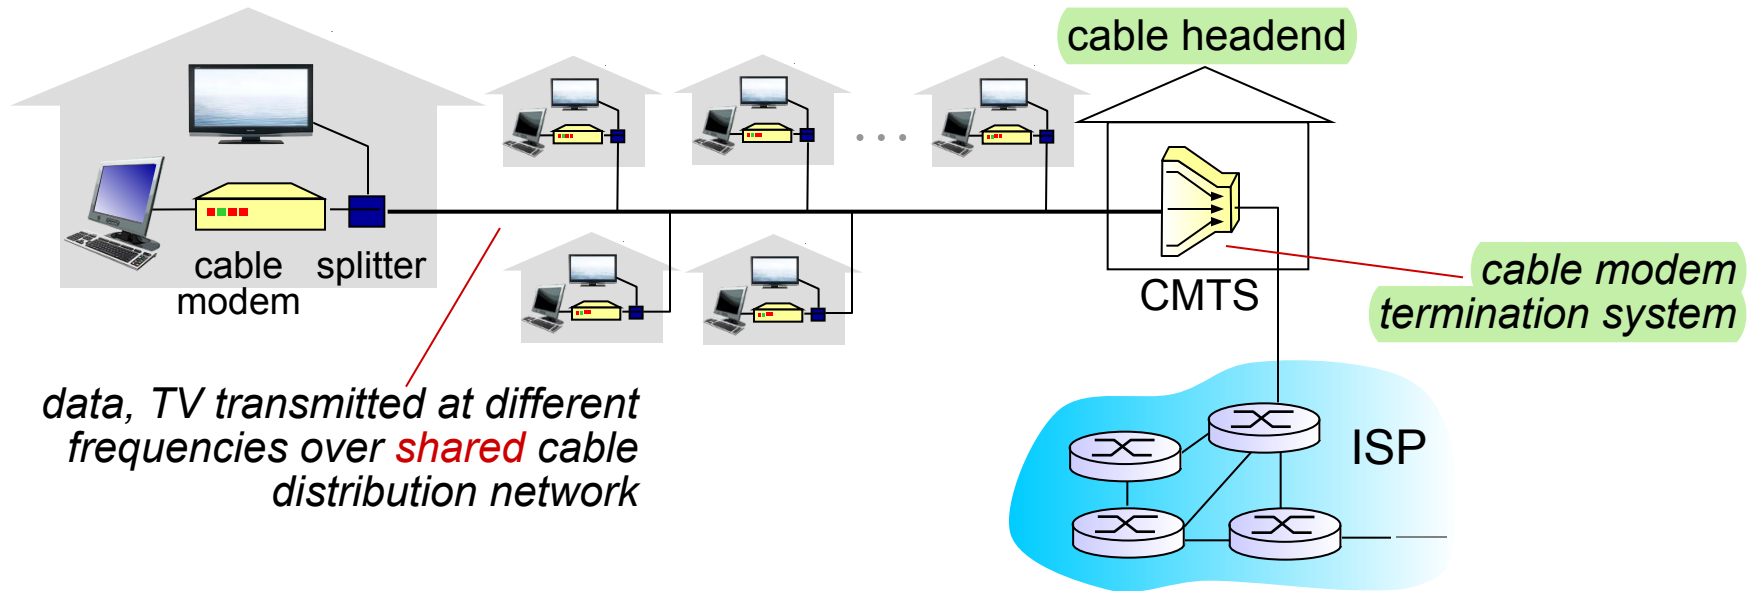 cable headend
cable
modem
splitter
CMTS
cable modem
termination system
data, TV transmitted at different
frequencies over shared cable
distribution network
ISP